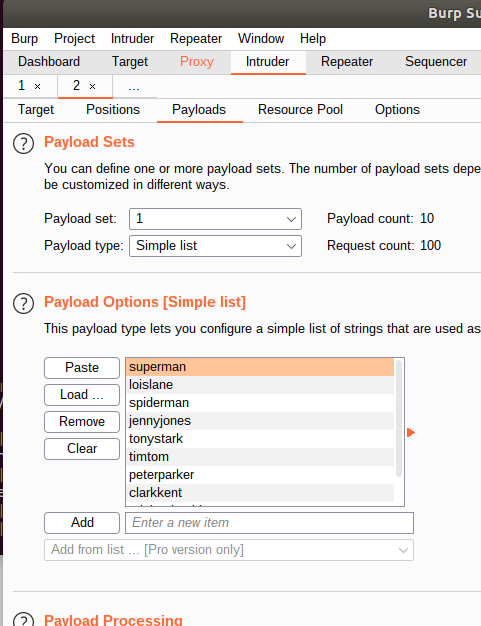 Burp Su
Burp Project Intruder Repeater Window Help
Dashboard Target Proxy Intruder Repeater Sequencer
1 × 2 × ...
Target Positions Payloads Resource Pool Options
? Payload Sets
You can define one or more payload sets. The number of payload sets depe
be customized in different ways.
Payload set: 1 Payload count: 10
Payload type: Simple list Request count: 100
? Payload Options [Simple list]
This payload type lets you configure a simple list of strings that are used as
Paste superman
Load ... loislane
spiderman
Remove jennyjones
Clear tonystark
timtom
peterparker
clarkkent
Add Enter a new item
Add from list ... [Pro version only]
? Payload Processing